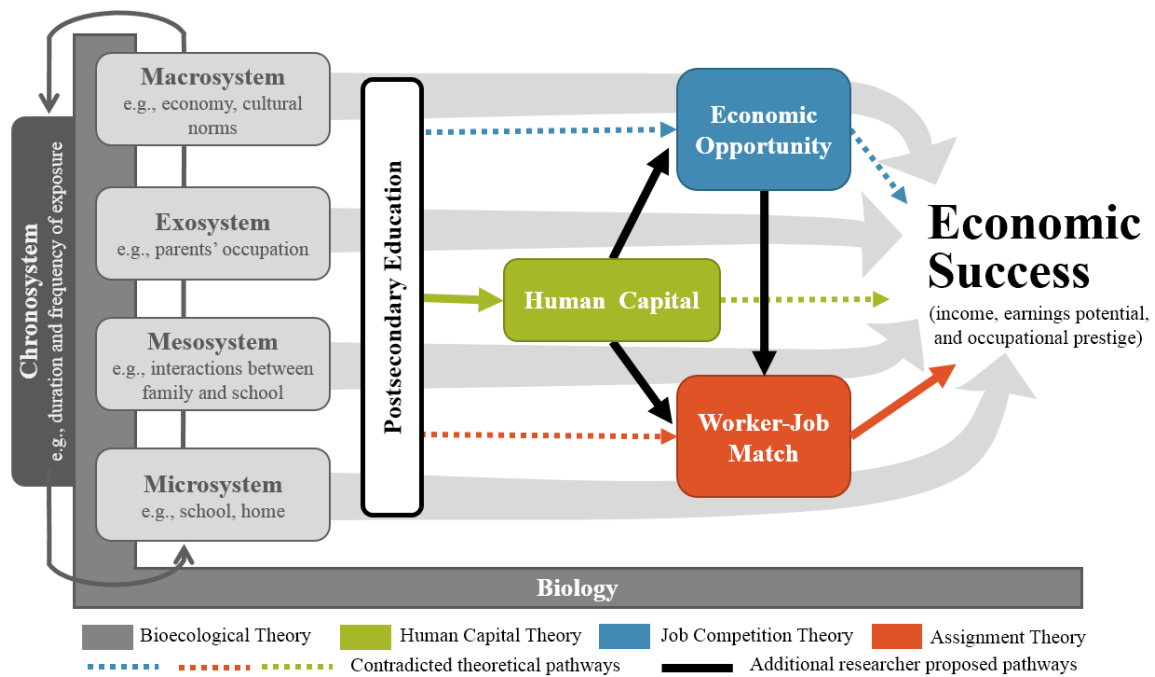 Macrosystem
e.g., economy, cultural
norms
Exosystem
e.g., parents’ occupation
Mesosystem
e.g., interactions between
family and school
Microsystem
e.g., school, home
Chronosystem
e.g., duration and frequency of exposure
Postsecondary Education
Economic
Opportunity
Human Capital
Worker-Job
Match
Economic
Success
(income, earnings potential,
and occupational prestige)
Biology
Bioecological Theory
Human Capital Theory
Job Competition Theory
Assignment Theory
Contradicted theoretical pathways
Additional researcher proposed pathways